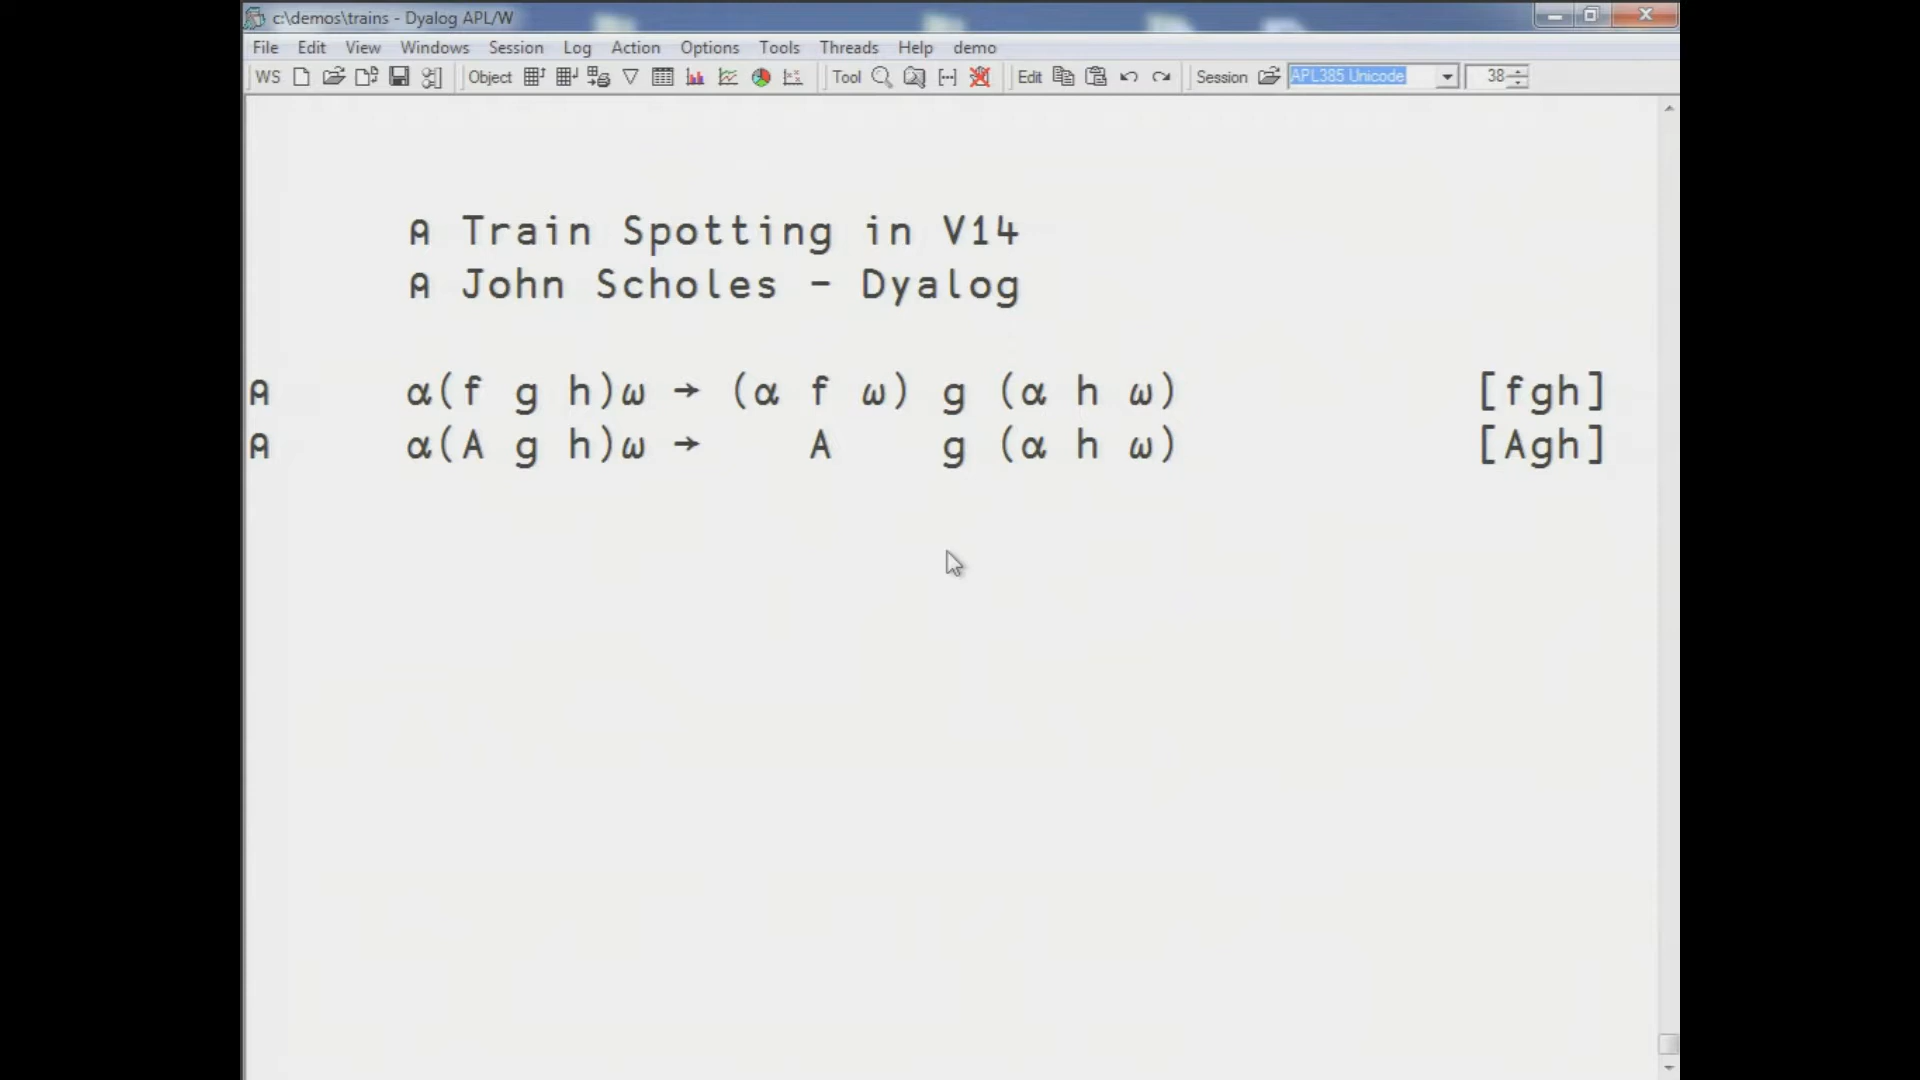 c:\demos\trains - Dyalog APL/W
File Edit View Windows Session Log Action Options Tools Threads Help demo
WS Object Tool Edit Session APL385 Unicode 38
⍝ Train Spotting in V14
⍝ John Scholes - Dyalog
⍝ ⍺(f g h)⍵ → (⍺ f ⍵) g (⍺ h ⍵) [fgh]
⍝ ⍺(A g h)⍵ → A g (⍺ h ⍵) [Agh]